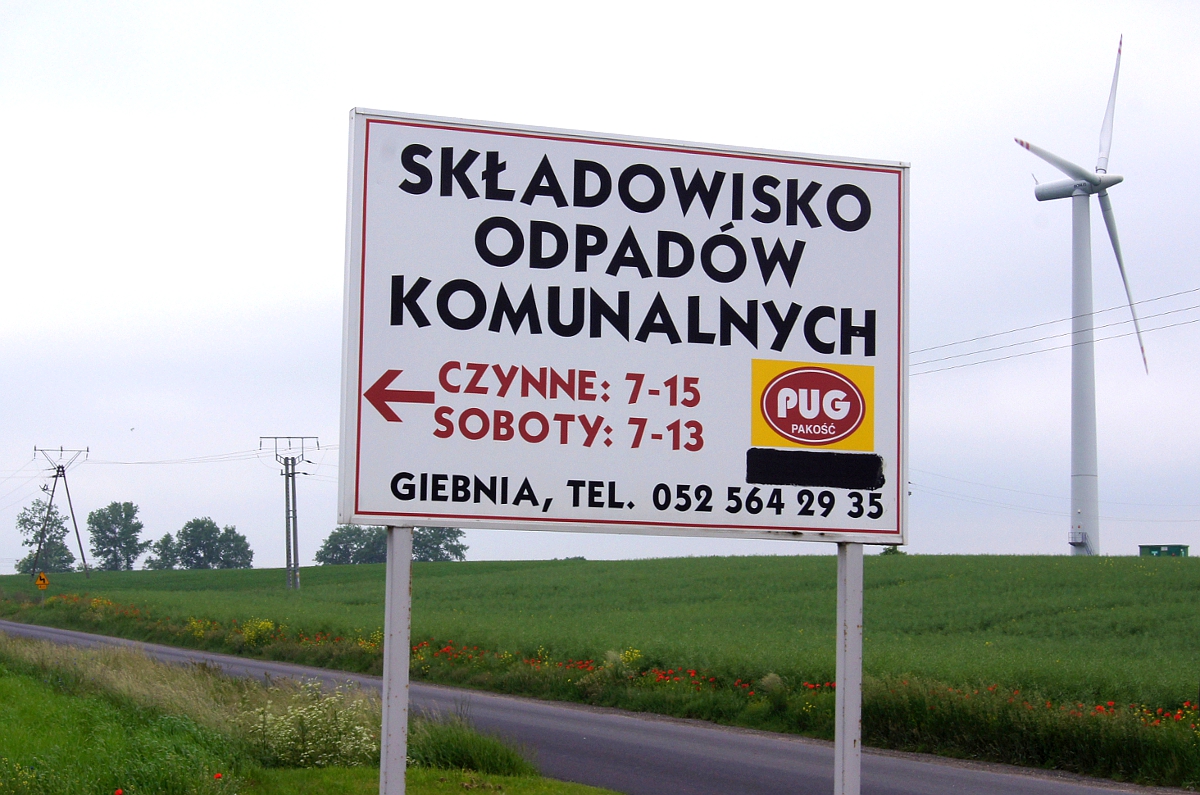 SKŁADOWISKO
ODPADÓW
KOMUNALNYCH
CZYNNE: 7-15
SOBOTY: 7-13
PUG
PAKOŚĆ
GIEBNIA, TEL. 052 564 29 35